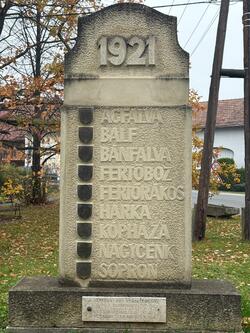 1921
ÁGFALVA
BALF
BÁNFALVA
FERTŐBOZ
FERTŐRÁKOS
HARKA
KÓPHÁZA
NAGYCENK
SOPRON